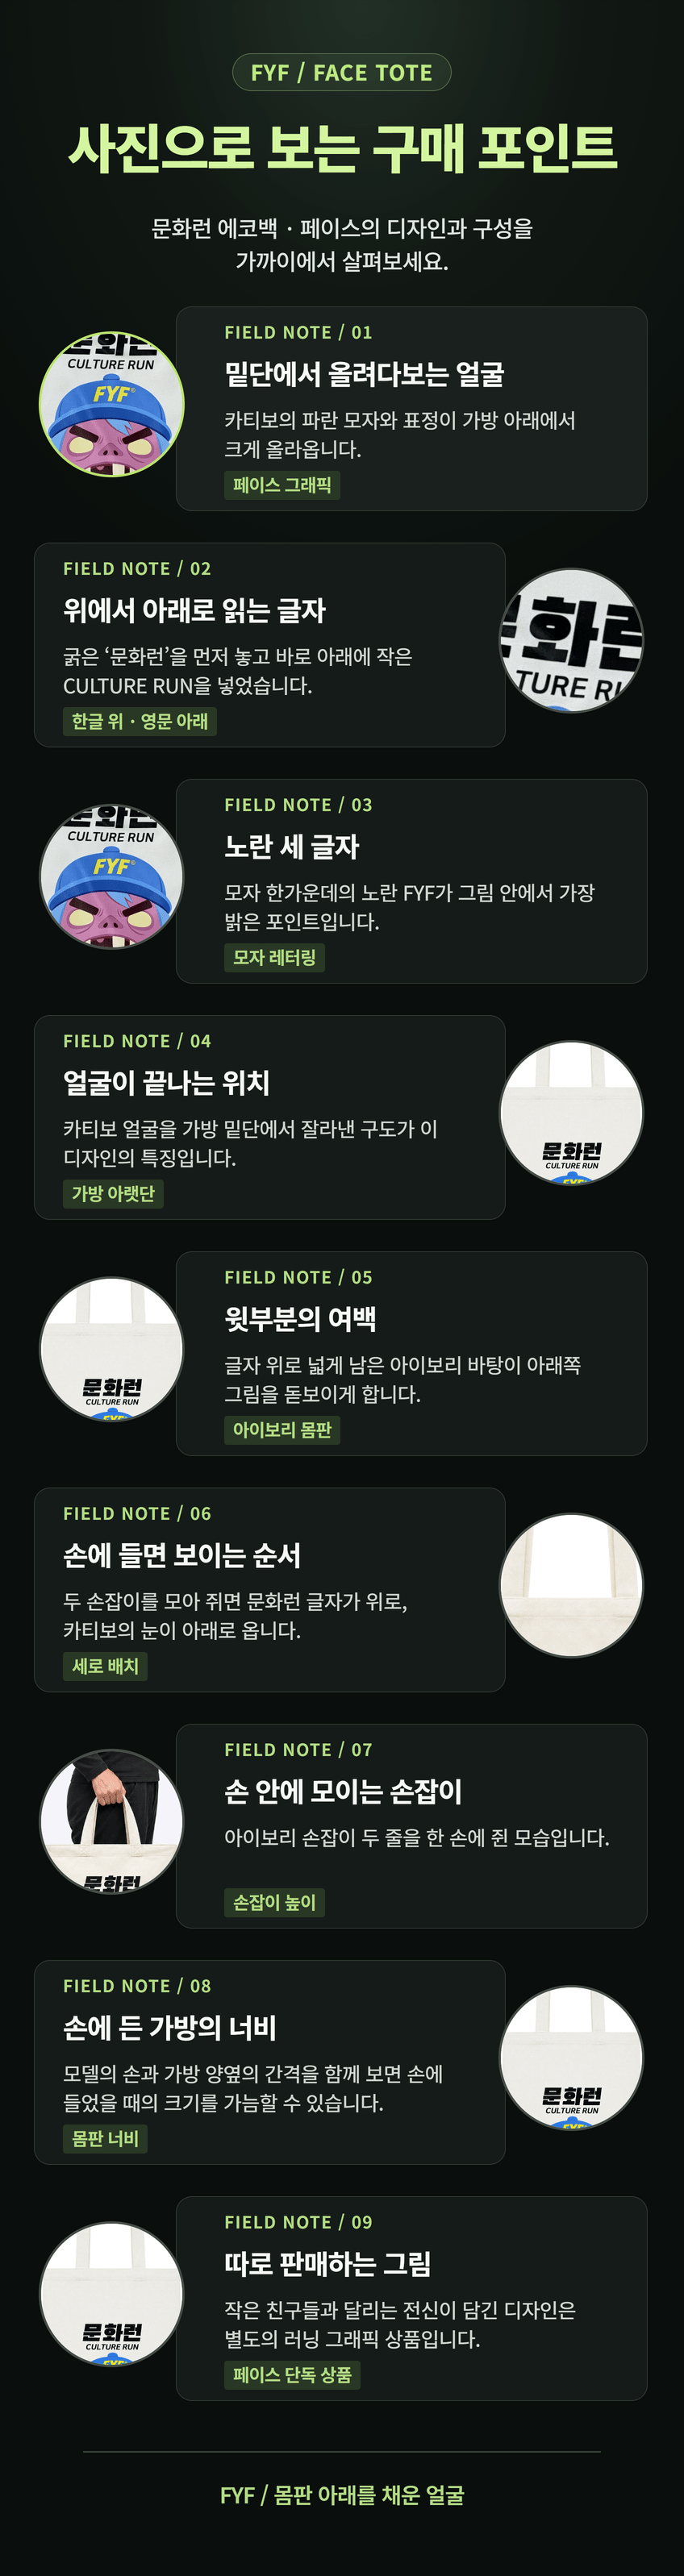 FYF / FACE TOTE
사진으로 보는 구매 포인트
문화런 에코백 · 페이스의 디자인과 구성을
가까이에서 살펴보세요.
문화런
CULTURE RUN
FYF
FIELD NOTE / 01
밑단에서 올려다보는 얼굴
카티보의 파란 모자와 표정이 가방 아래에서
크게 올라옵니다.
페이스 그래픽
FIELD NOTE / 02
위에서 아래로 읽는 글자
굵은 ‘문화런’을 먼저 놓고 바로 아래에 작은
CULTURE RUN을 넣었습니다.
한글 위 · 영문 아래
문화런
TURE RU
FIELD NOTE / 03
노란 세 글자
모자 한가운데의 노란 FYF가 그림 안에서 가장
밝은 포인트입니다.
모자 레터링
문화런
CULTURE RUN
FYF
FIELD NOTE / 04
얼굴이 끝나는 위치
카티보 얼굴을 가방 밑단에서 잘라낸 구도가 이
디자인의 특징입니다.
가방 아랫단
문화런
CULTURE RUN
FYF
FIELD NOTE / 05
윗부분의 여백
글자 위로 넓게 남은 아이보리 바탕이 아래쪽
그림을 돋보이게 합니다.
아이보리 몸판
문화런
CULTURE RUN
FYF
FIELD NOTE / 06
손에 들면 보이는 순서
두 손잡이를 모아 쥐면 문화런 글자가 위로,
카티보의 눈이 아래로 옵니다.
세로 배치
FIELD NOTE / 07
손 안에 모이는 손잡이
아이보리 손잡이 두 줄을 한 손에 쥔 모습입니다.
손잡이 높이
문화런
FIELD NOTE / 08
손에 든 가방의 너비
모델의 손과 가방 양옆의 간격을 함께 보면 손에
들었을 때의 크기를 가늠할 수 있습니다.
몸판 너비
문화런
CULTURE RUN
FYF
FIELD NOTE / 09
따로 판매하는 그림
작은 친구들과 달리는 전신이 담긴 디자인은
별도의 러닝 그래픽 상품입니다.
페이스 단독 상품
문화런
CULTURE RUN
FYF
FYF / 몸판 아래를 채운 얼굴